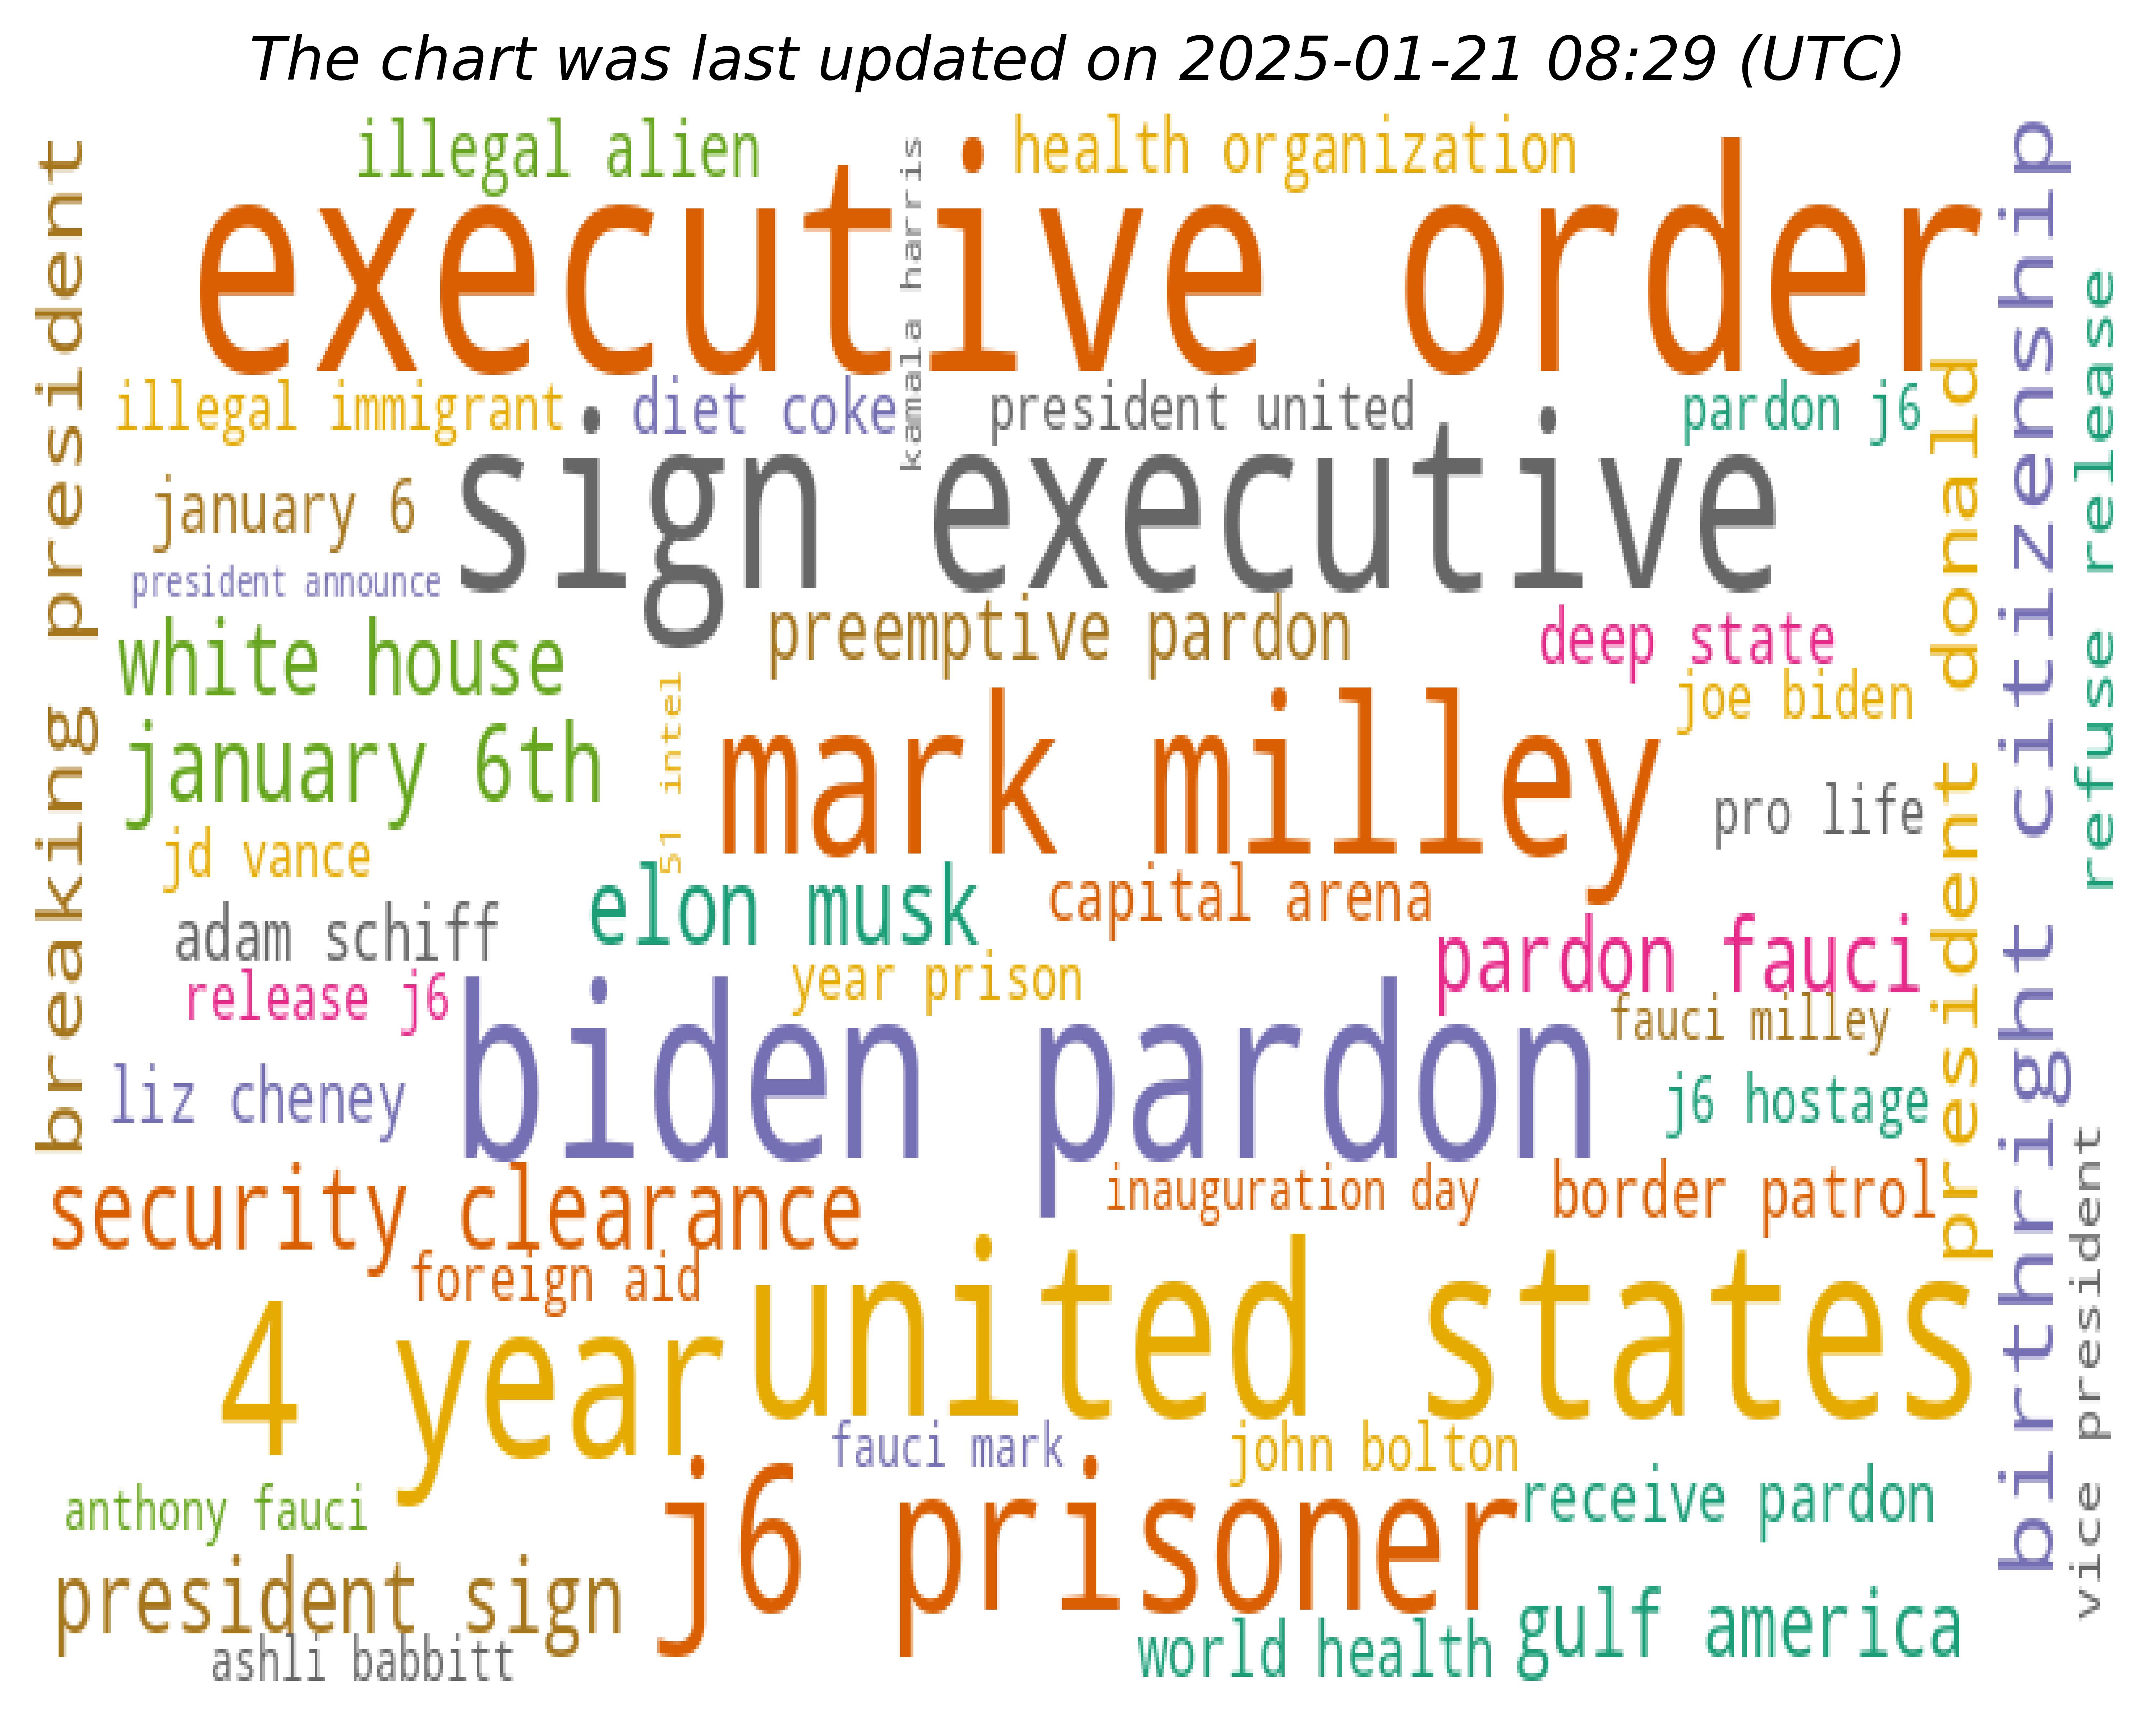 The chart was last updated on 2025-01-21 08:29 (UTC)
illegal alien
health organization
executive order
kamala harris
breaking president
birthright citizenship
refuse release
illegal immigrant
diet coke
president united
pardon j6
january 6
sign executive
president donald
president announce
white house
preemptive pardon
deep state
joe biden
january 6th
51 intel
mark milley
pro life
jd vance
elon musk
capital arena
adam schiff
pardon fauci
release j6
year prison
biden pardon
fauci milley
liz cheney
j6 hostage
security clearance
inauguration day
border patrol
vice president
foreign aid
united states
4 year
fauci mark
john bolton
anthony fauci
j6 prisoner
receive pardon
president sign
gulf america
ashli babbitt
world health